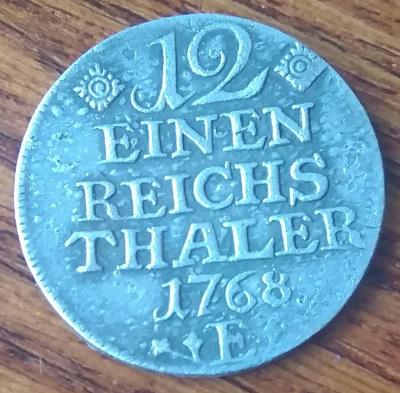 12
EINEN
REICHS
THALER
1768
E